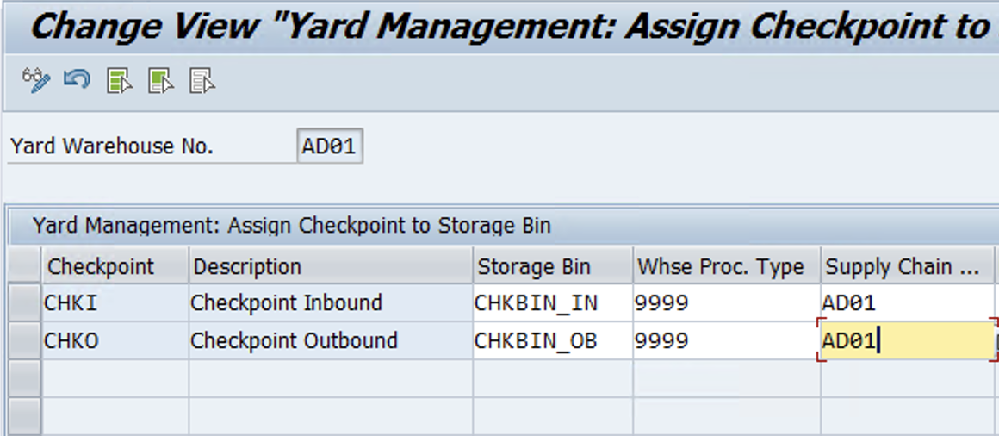 Change View "Yard Management: Assign Checkpoint to
Yard Warehouse No. AD01
Yard Management: Assign Checkpoint to Storage Bin
Checkpoint Description Storage Bin Whse Proc. Type Supply Chain ...
CHKI Checkpoint Inbound CHKBIN_IN 9999 AD01
CHKO Checkpoint Outbound CHKBIN_OB 9999 AD01